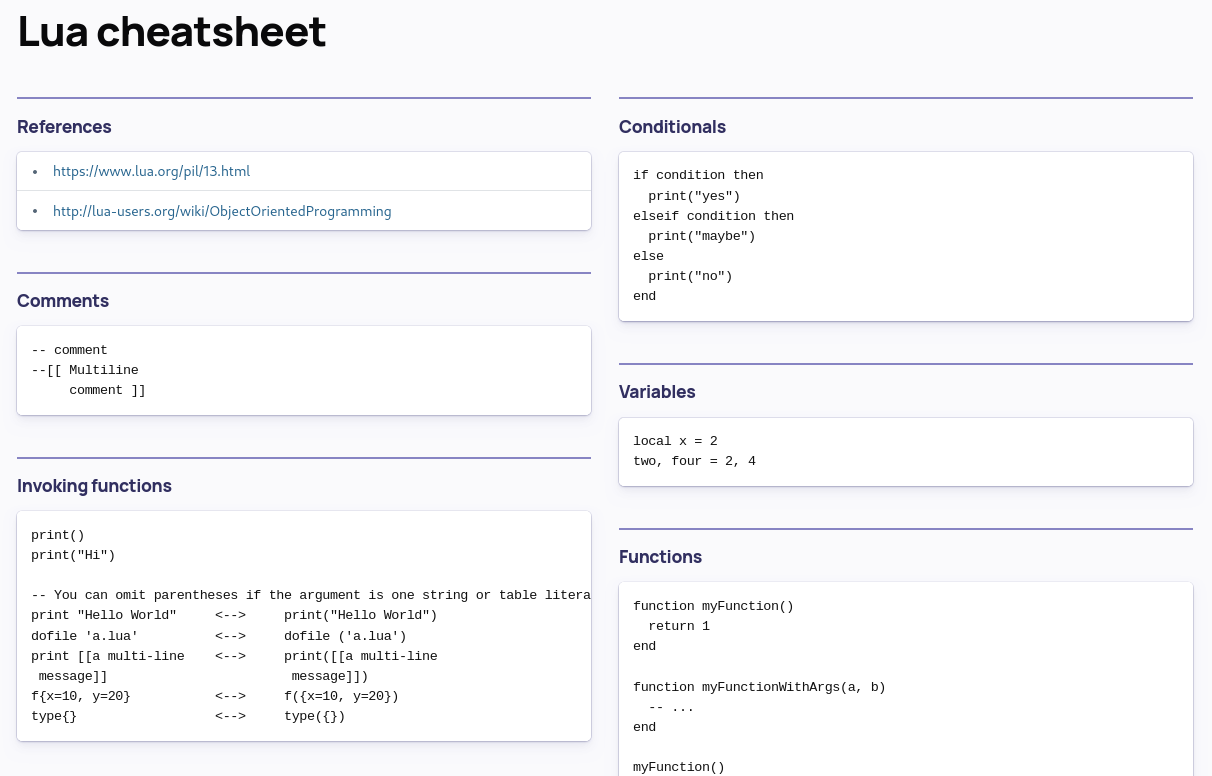 Lua cheatsheet
References
• https://www.lua.org/pil/13.html
• http://lua-users.org/wiki/ObjectOrientedProgramming
Comments
-- comment
--[[ Multiline
     comment ]]
Invoking functions
print()
print("Hi")

-- You can omit parentheses if the argument is one string or table litera
print "Hello World"     <-->     print("Hello World")
dofile 'a.lua'          <-->     dofile ('a.lua')
print [[a multi-line    <-->     print([[a multi-line
 message]]                        message]])
f{x=10, y=20}           <-->     f({x=10, y=20})
type{}                  <-->     type({})
Conditionals
if condition then
  print("yes")
elseif condition then
  print("maybe")
else
  print("no")
end
Variables
local x = 2
two, four = 2, 4
Functions
function myFunction()
  return 1
end

function myFunctionWithArgs(a, b)
  -- ...
end

myFunction()